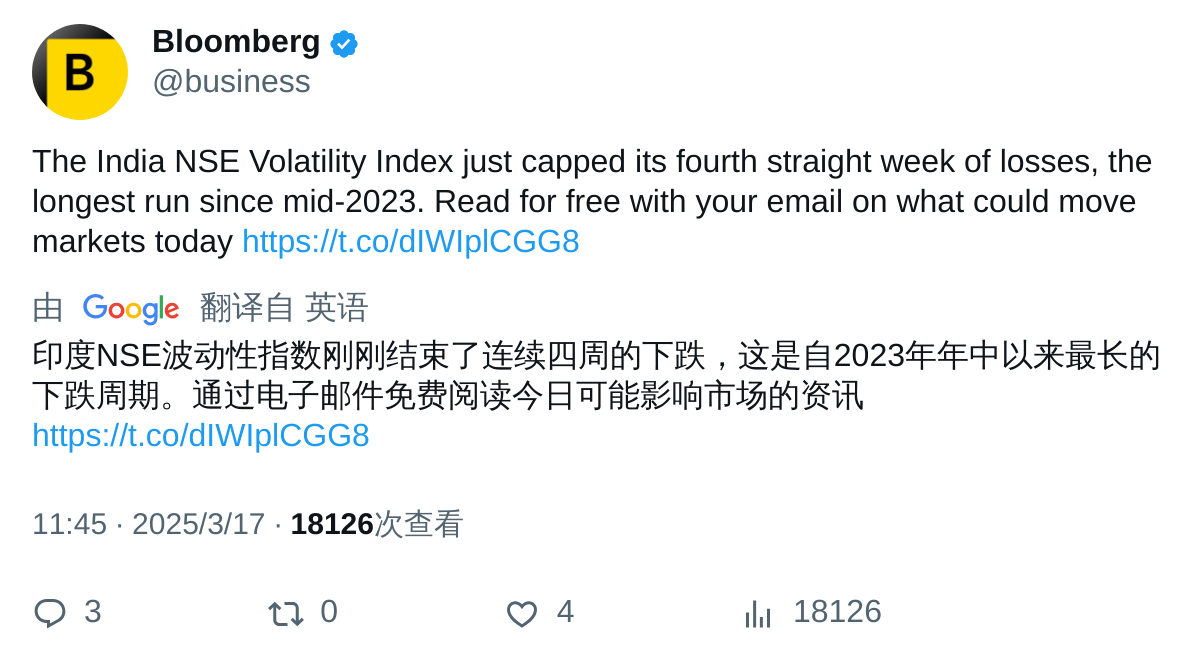 B
Bloomberg
@business
The India NSE Volatility Index just capped its fourth straight week of losses, the
longest run since mid-2023. Read for free with your email on what could move
markets today https://t.co/dIWIplCGG8
由 Google 翻译自 英语
印度NSE波动性指数刚刚结束了连续四周的下跌，这是自2023年年中以来最长的
下跌周期。通过电子邮件免费阅读今日可能影响市场的资讯
https://t.co/dIWIplCGG8
11:45 · 2025/3/17 · 18126次查看
3 0 4 18126